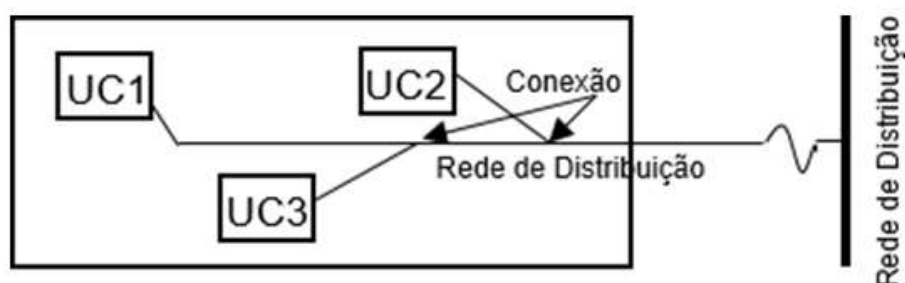 UC1
UC2
Conexão
Rede de Distribuição
UC3
Rede de Distribuição